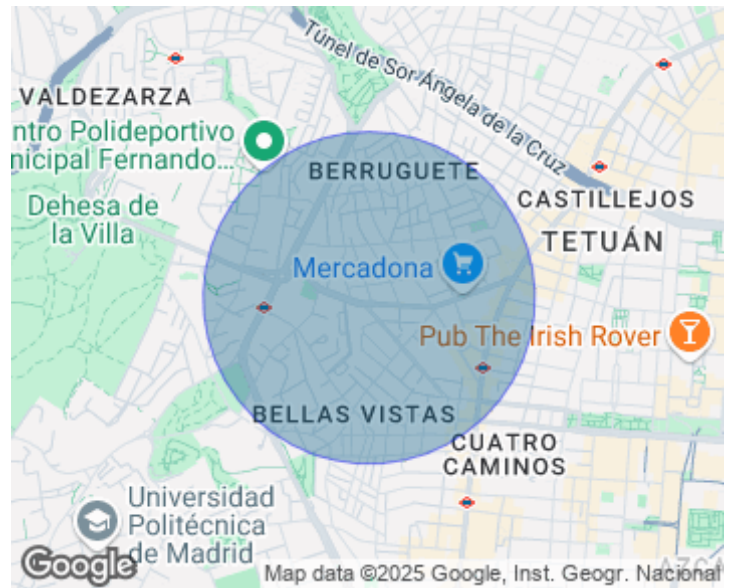 Túnel de Sor Ángela de la Cruz
VALDEZARZA
ntro Polideportivo
nicipal Fernando...
BERRUGUETE
CASTILLEJOS
Dehesa de
la Villa
TETUÁN
Mercadona
Pub The Irish Rover
BELLAS VISTAS
CUATRO
CAMINOS
Universidad
Politécnica
de Madrid
Google
Map data ©2025 Google, Inst. Geogr. Nacional